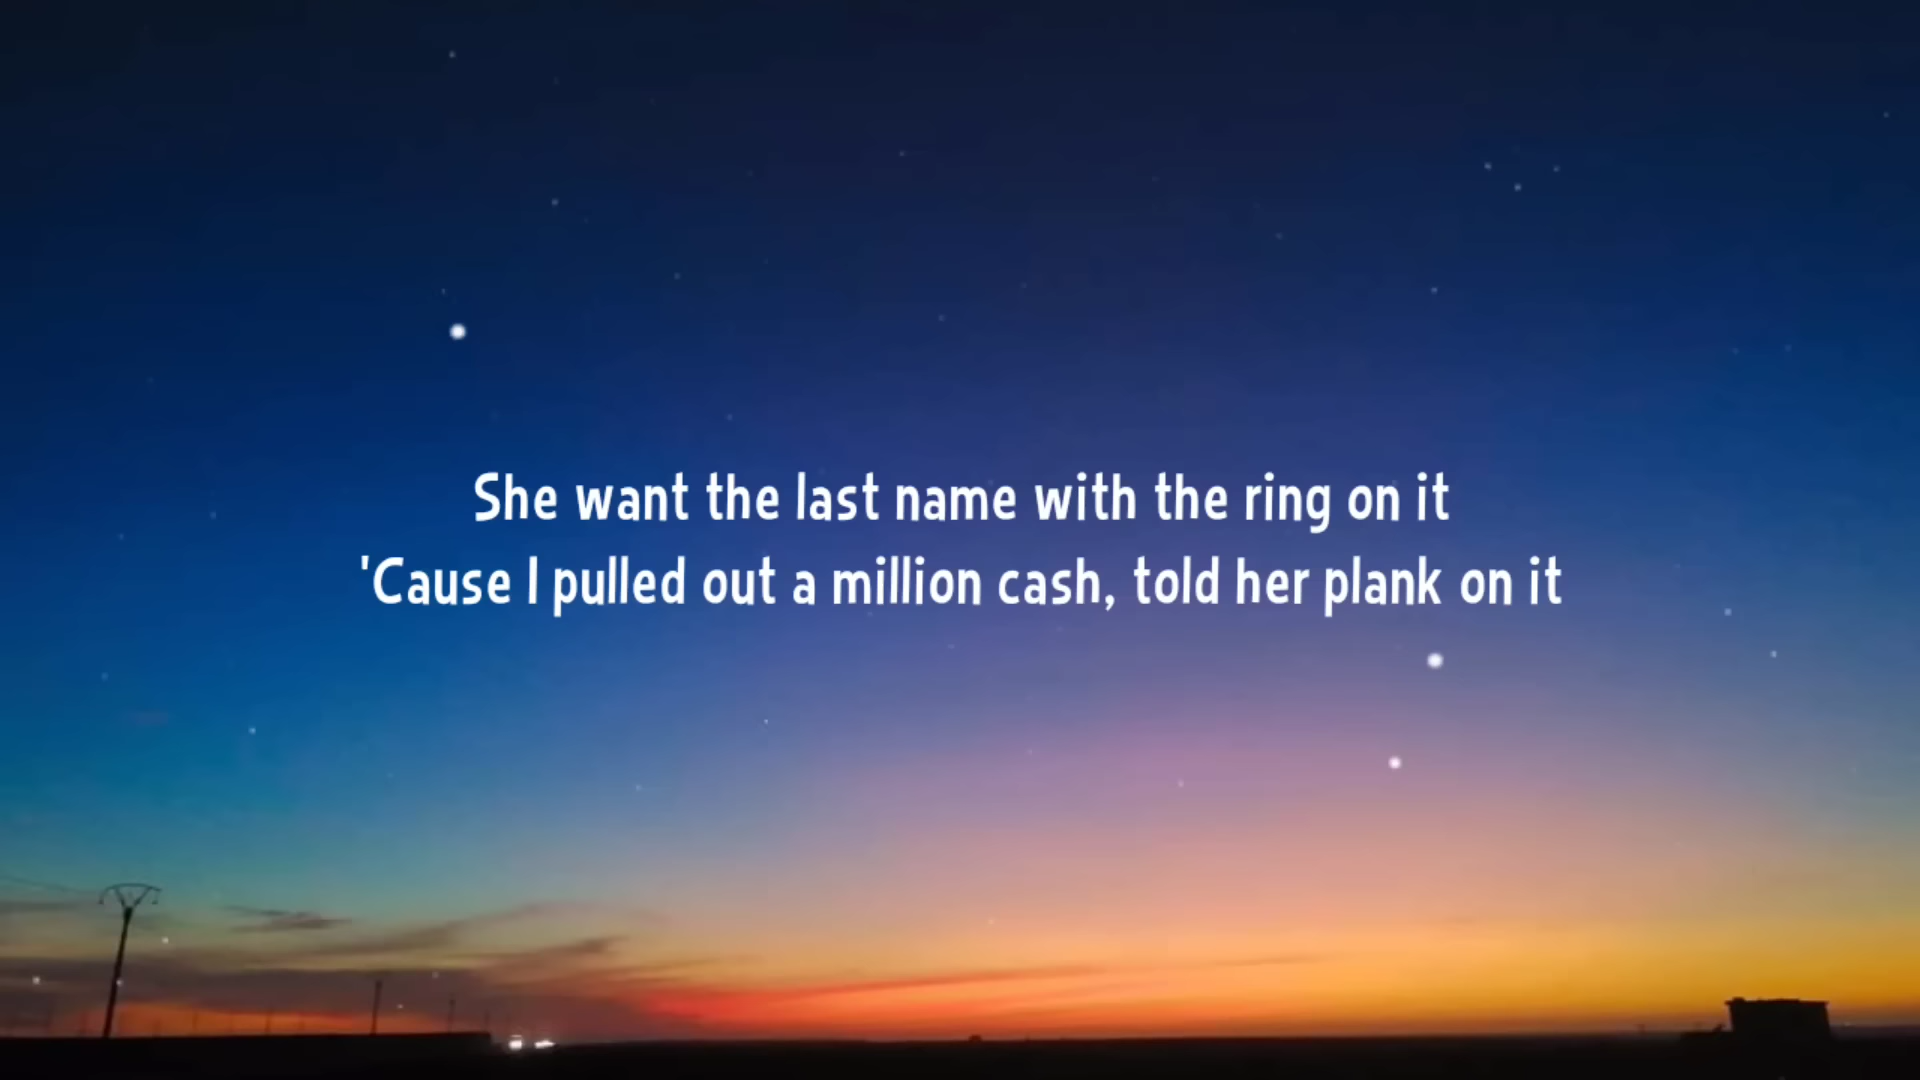 She want the last name with the ring on it
'Cause I pulled out a million cash, told her plank on it